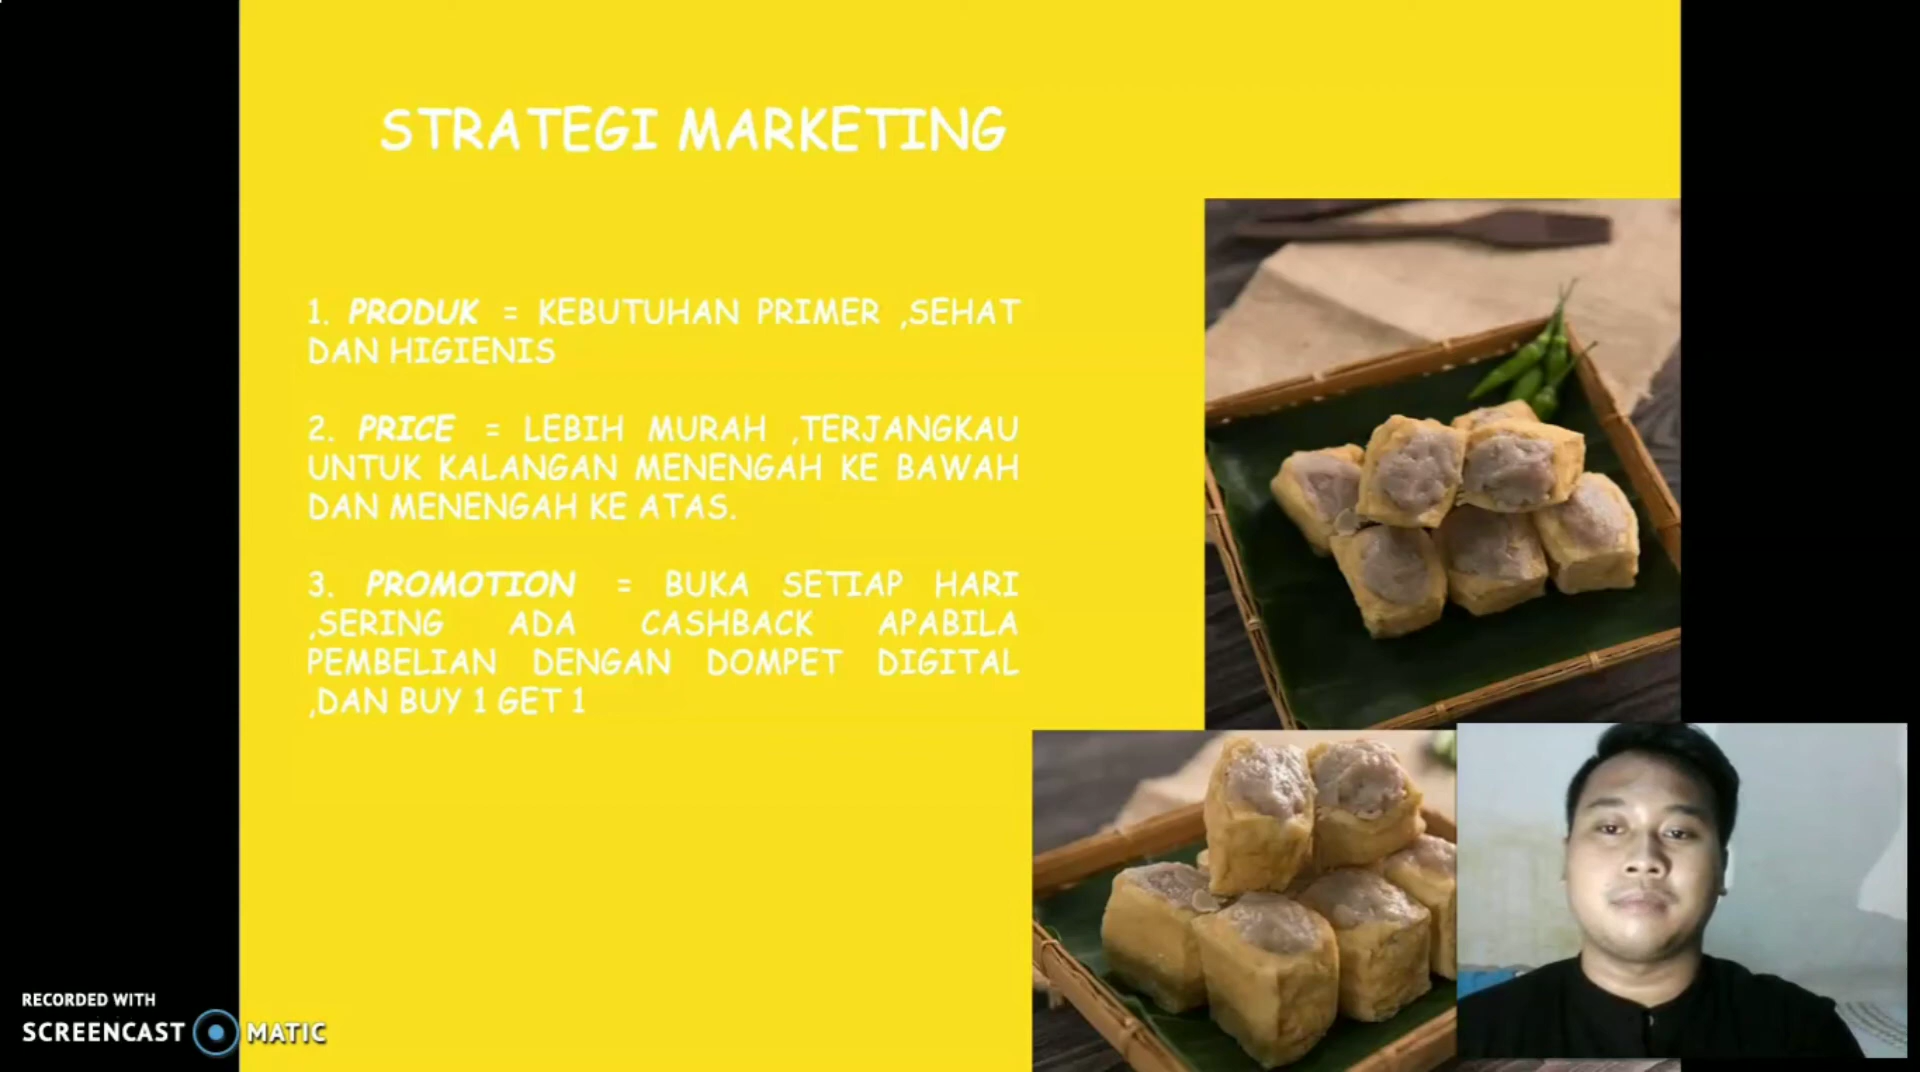 STRATEGI MARKETING
1. PRODUK = KEBUTUHAN PRIMER ,SEHAT
DAN HIGIENIS
2. PRICE = LEBIH MURAH ,TERJANGKAU
UNTUK KALANGAN MENENGAH KE BAWAH
DAN MENENGAH KE ATAS.
3. PROMOTION = BUKA SETIAP HARI
,SERING ADA CASHBACK APABILA
PEMBELIAN DENGAN DOMPET DIGITAL
,DAN BUY 1 GET 1
RECORDED WITH
SCREENCAST MATIC